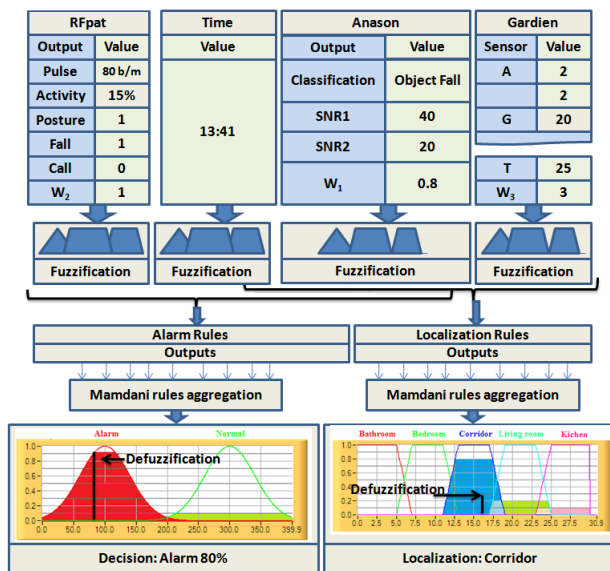 RFpat
Output Value
Pulse 80 b/m
Activity 15%
Posture 1
Fall 1
Call 0
W2 1
Time
Value
13:41
Anason
Output Value
Classification Object Fall
SNR1 40
SNR2 20
W1 0.8
Gardien
Sensor Value
A 2
2
G 20
T 25
W3 3
Fuzzification
Fuzzification
Fuzzification
Fuzzification
Alarm Rules
Outputs
Localization Rules
Outputs
Mamdani rules aggregation
Mamdani rules aggregation
Alarm Normal
1.0
0.8
0.6
0.4
0.2
0.0
Defuzzification
0.0 50.0 100.0 150.0 200.0 250.0 300.0 350.0 399.9
Decision: Alarm 80%
Bathroom Bedroom Corridor Living room Kichen
1.0
0.8
0.6
0.4
0.2
0.0
Defuzzification
0.0 2.5 5.0 7.5 10.0 12.5 15.0 17.5 20.0 22.5 25.0 27.5 30.9
Localization: Corridor